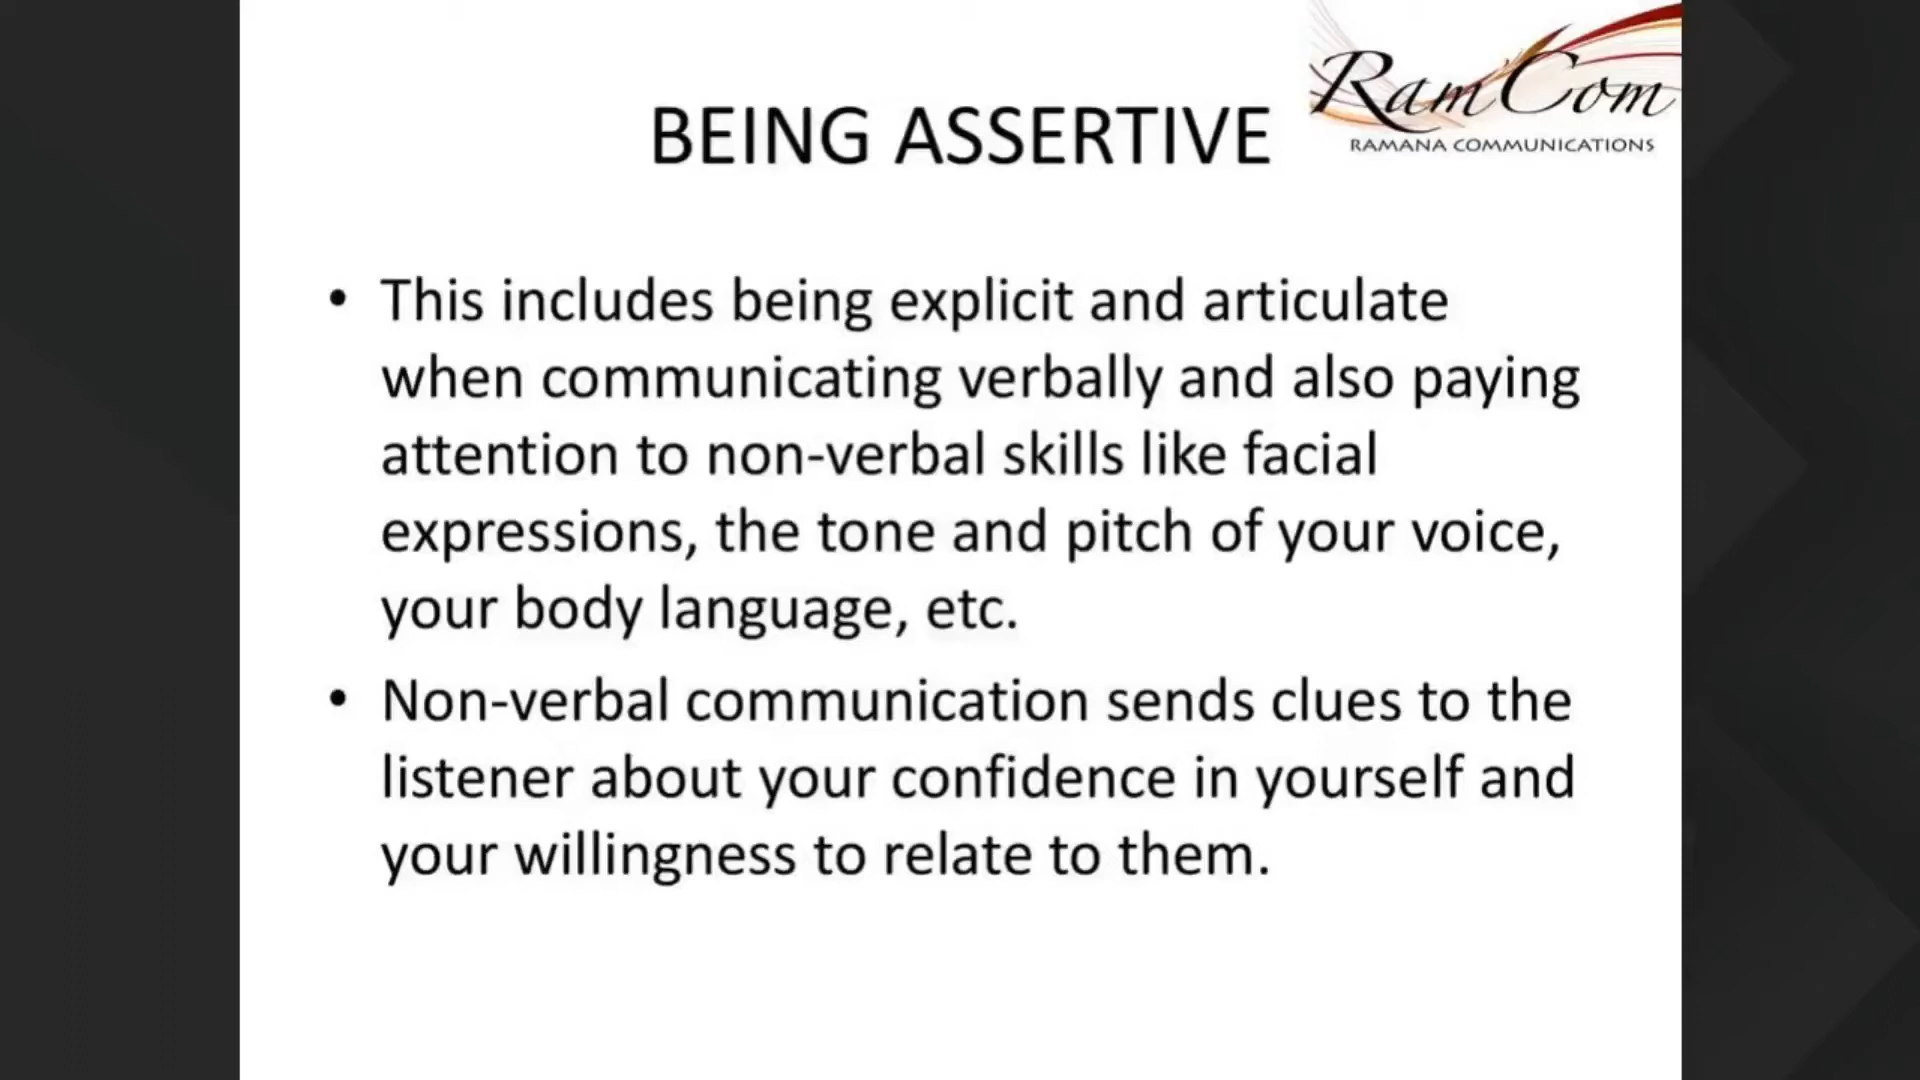 RamCom
RAMANA COMMUNICATIONS
BEING ASSERTIVE
• This includes being explicit and articulate
when communicating verbally and also paying
attention to non-verbal skills like facial
expressions, the tone and pitch of your voice,
your body language, etc.
• Non-verbal communication sends clues to the
listener about your confidence in yourself and
your willingness to relate to them.